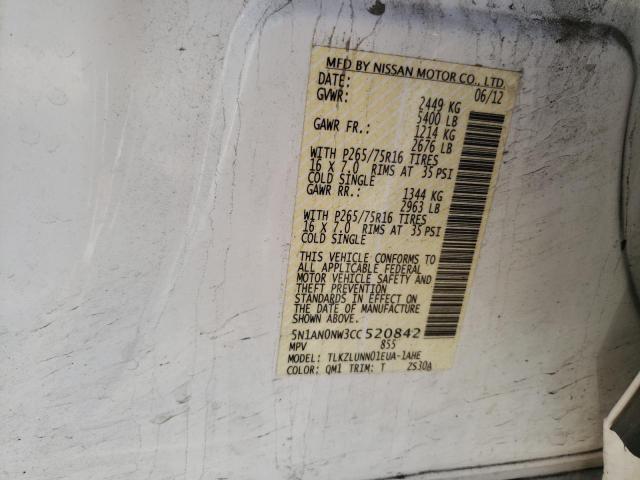 MFD BY NISSAN MOTOR CO., LTD.
DATE: 06/12
GVWR: 2449 KG
5400 LB
GAWR FR.: 1214 KG
2676 LB
WITH P265/75R16 TIRES
16 X 7.0 RIMS AT 35 PSI
COLD SINGLE
GAWR RR.: 1344 KG
2963 LB
WITH P265/75R16 TIRES
16 X 7.0 RIMS AT 35 PSI
COLD SINGLE
THIS VEHICLE CONFORMS TO
ALL APPLICABLE FEDERAL
MOTOR VEHICLE SAFETY AND
THEFT PREVENTION
STANDARDS IN EFFECT ON
THE DATE OF MANUFACTURE
SHOWN ABOVE.
5N1AN0NW3CC520842
MPV 855
MODEL: TLKZLUNN01EUA-1AHE
COLOR: QM1 TRIM: T ZS30A